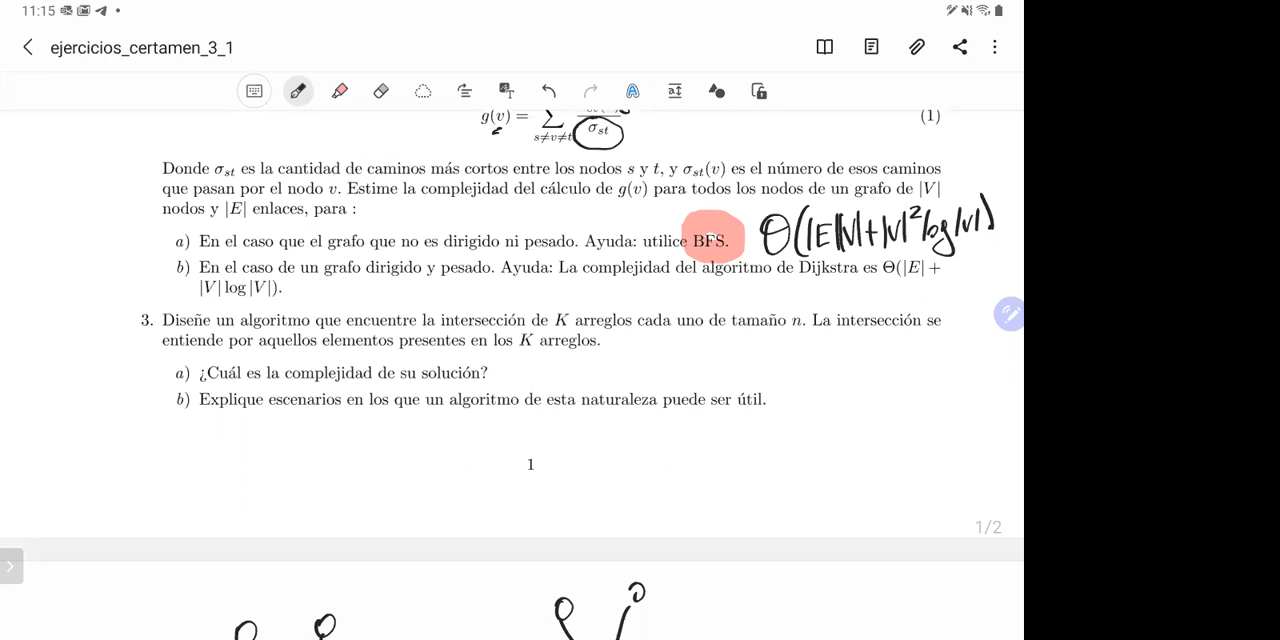 11:15
ejercicios_certamen_3_1
g(v) = ∑ s≠v≠t σst (1)
Donde σst es la cantidad de caminos más cortos entre los nodos s y t, y σst(v) es el número de esos caminos
que pasan por el nodo v. Estime la complejidad del cálculo de g(v) para todos los nodos de un grafo de |V|
nodos y |E| enlaces, para :
a) En el caso que el grafo que no es dirigido ni pesado. Ayuda: utilice BFS.
Θ(|E||V|+|V|² log|V|)
b) En el caso de un grafo dirigido y pesado. Ayuda: La complejidad del algoritmo de Dijkstra es Θ(|E| +
|V| log |V|).
3. Diseñe un algoritmo que encuentre la intersección de K arreglos cada uno de tamaño n. La intersección se
entiende por aquellos elementos presentes en los K arreglos.
a) ¿Cuál es la complejidad de su solución?
b) Explique escenarios en los que un algoritmo de esta naturaleza puede ser útil.
1
1/2